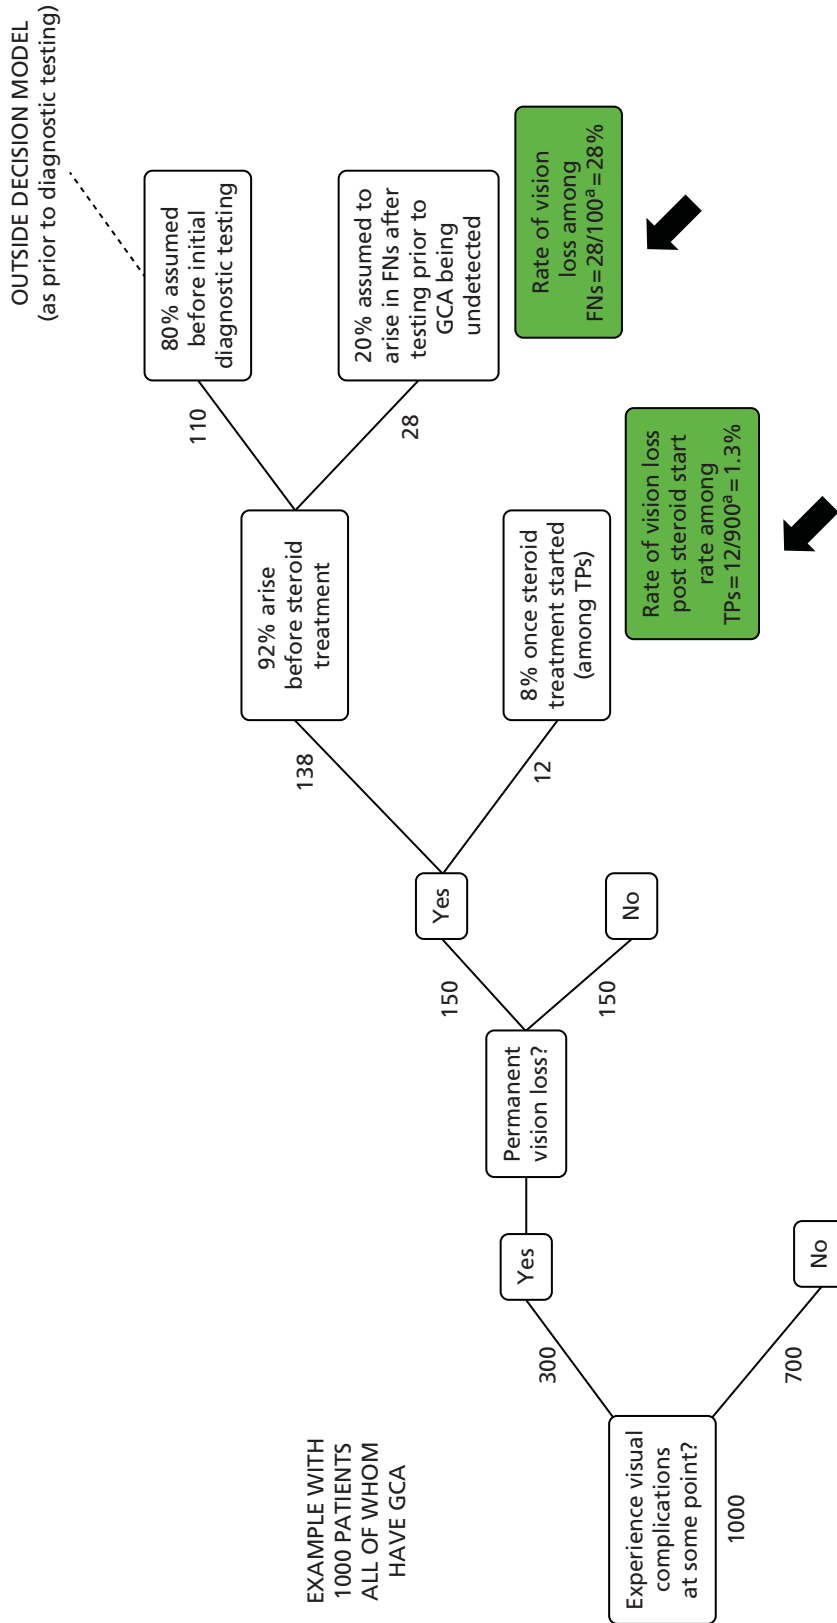 EXAMPLE WITH
1000 PATIENTS
ALL OF WHOM
HAVE GCA
Experience visual
complications
at some point?
1000
300
700
Yes
No
Permanent
vision loss?
150
150
Yes
No
138
12
92% arise
before steroid
treatment
8% once steroid
treatment started
(among TPs)
Rate of vision loss
post steroid start
rate among
TPs=12/900ª=1.3%
110
28
OUTSIDE DECISION MODEL
(as prior to diagnostic testing)
80% assumed
before initial
diagnostic testing
20% assumed to
arise in FNs after
testing prior to
GCA being
undetected
Rate of vision
loss among
FNs=28/100ª=28%